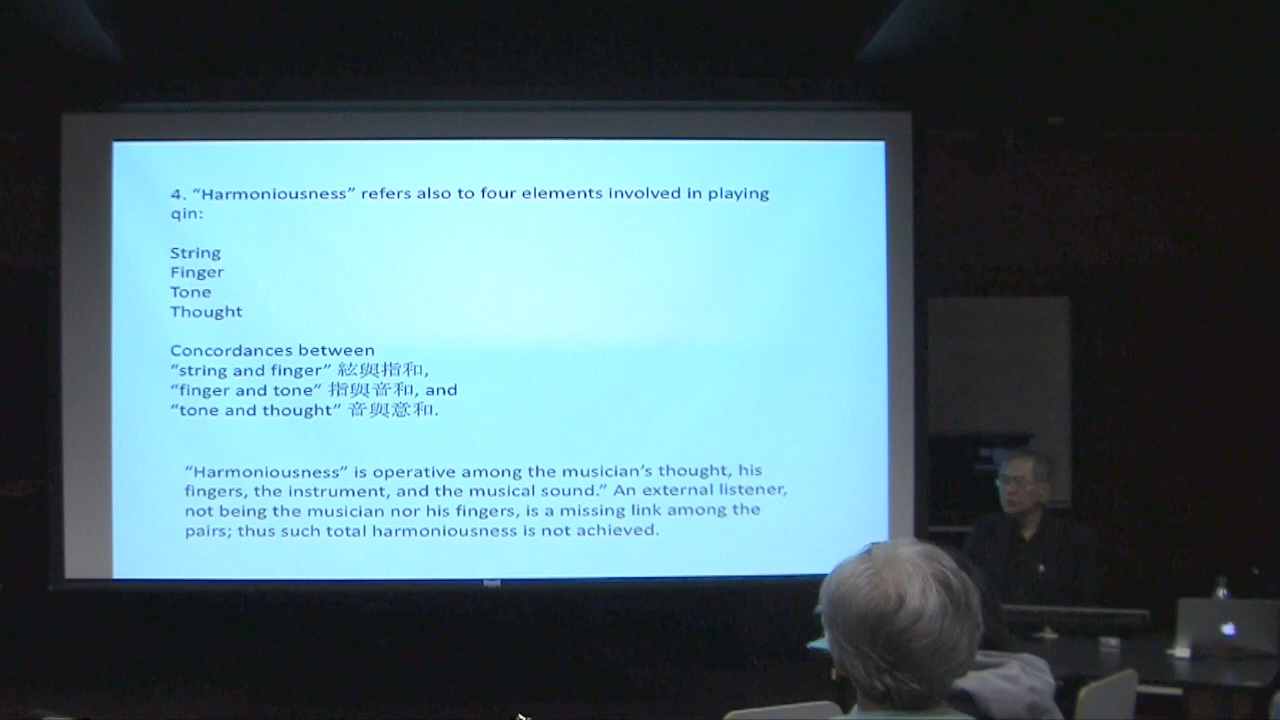 4. “Harmoniousness” refers also to four elements involved in playing
qin:
String
Finger
Tone
Thought
Concordances between
“string and finger” 絃與指和,
“finger and tone” 指與音和, and
“tone and thought” 音與意和.
“Harmoniousness” is operative among the musician’s thought, his
fingers, the instrument, and the musical sound.” An external listener,
not being the musician nor his fingers, is a missing link among the
pairs; thus such total harmoniousness is not achieved.